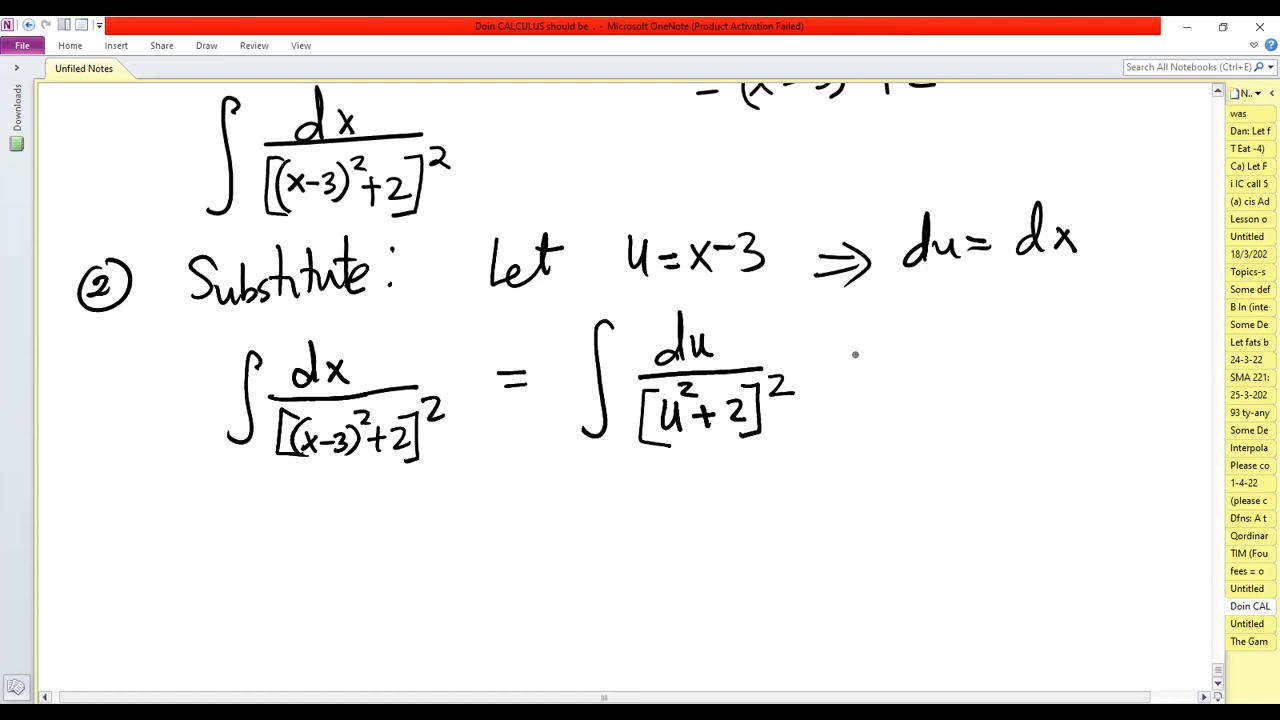 Doin CALCULUS should be . - Microsoft OneNote (Product Activation Failed)
File Home Insert Share Draw Review View
Unfiled Notes
Search All Notebooks (Ctrl+E)
N..
Downloads
∫ dx / [(x-3)²+2]²
② Substitute: Let u=x-3 ⇒ du= dx
∫ dx / [(x-3)²+2]² = ∫ du / [u²+2]²
was
Dan: Let f
T Eat -4)
Ca) Let F
i IC call 5
(a) cis Ad
Lesson o
Untitled
18/3/202
Topics-s
Some def
B In (inte
Some De
Let fats b
24-3-22
SMA 221:
25-3-202
93 ty-any
Some De
Interpola
Please co
1-4-22
(please c
Dfns: A t
Qordinar
TIM (Fou
fees = o
Untitled
Doin CAL
Untitled
The Gam